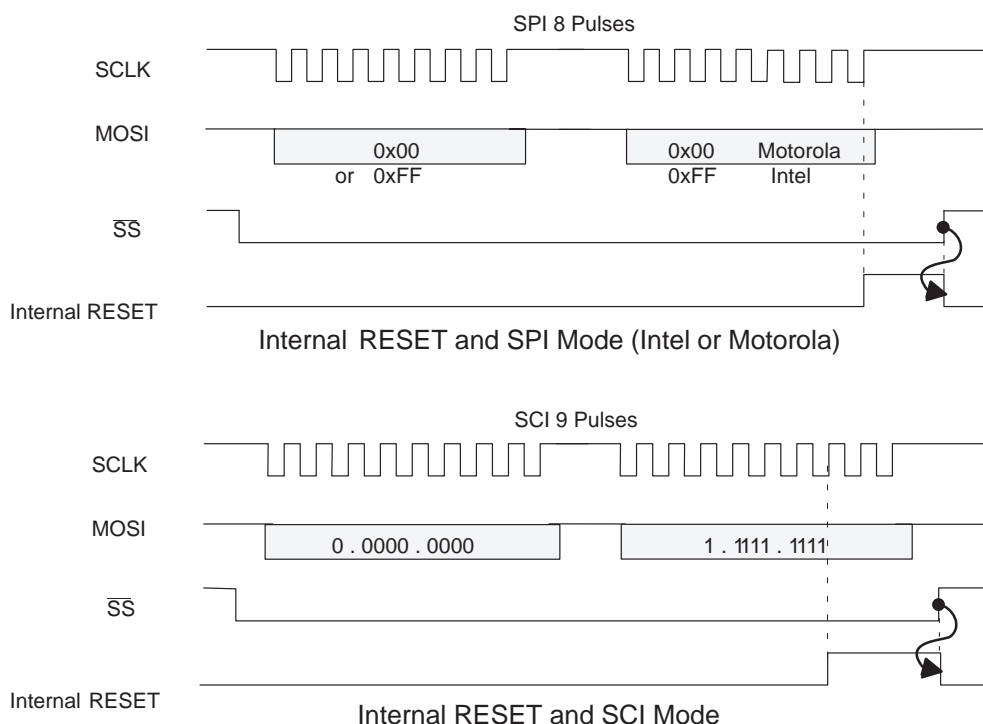 SPI 8 Pulses
SCLK
MOSI
0x00
or 0xFF
0x00 Motorola
0xFF Intel
SS
Internal RESET
Internal RESET and SPI Mode (Intel or Motorola)
SCI 9 Pulses
SCLK
MOSI
0 . 0000 . 0000
1 . 1111 . 1111
SS
Internal RESET
Internal RESET and SCI Mode